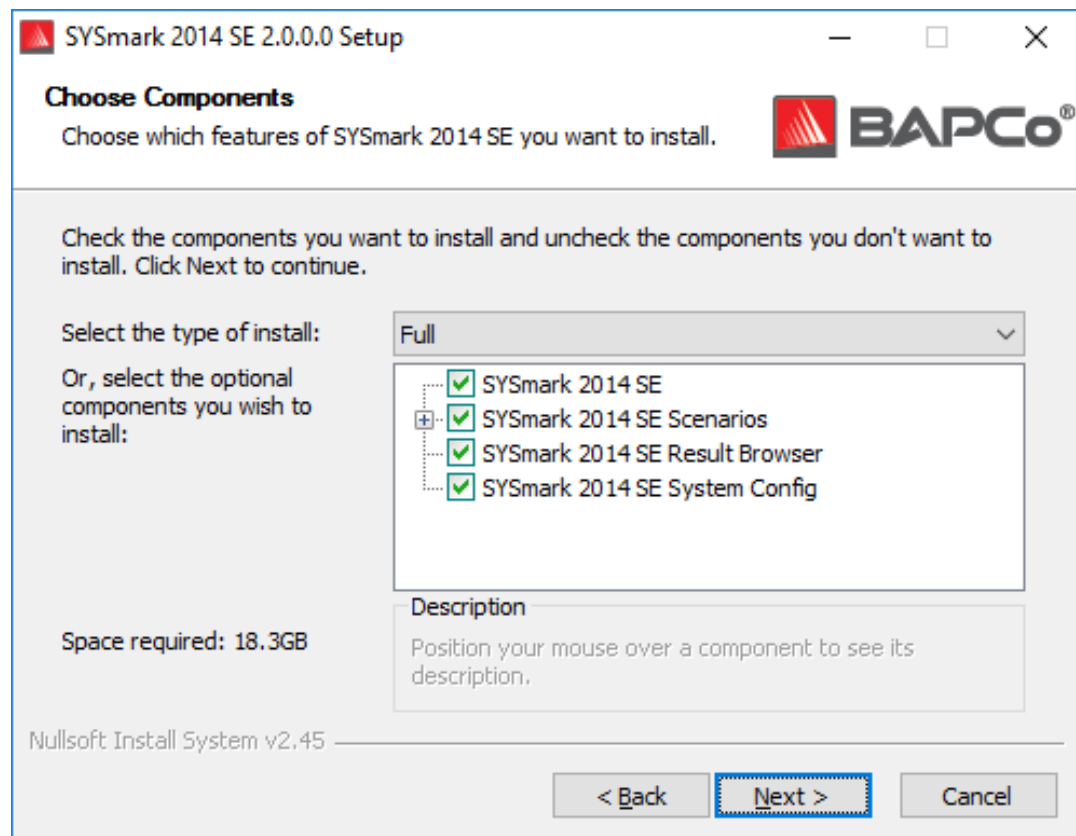 SYSmark 2014 SE 2.0.0.0 Setup
Choose Components
Choose which features of SYSmark 2014 SE you want to install.
BAPCo®
Check the components you want to install and uncheck the components you don't want to
install. Click Next to continue.
Select the type of install:
Full
Or, select the optional
components you wish to
install:
SYSmark 2014 SE
SYSmark 2014 SE Scenarios
SYSmark 2014 SE Result Browser
SYSmark 2014 SE System Config
Space required: 18.3GB
Description
Position your mouse over a component to see its
description.
Nullsoft Install System v2.45
< Back
Next >
Cancel